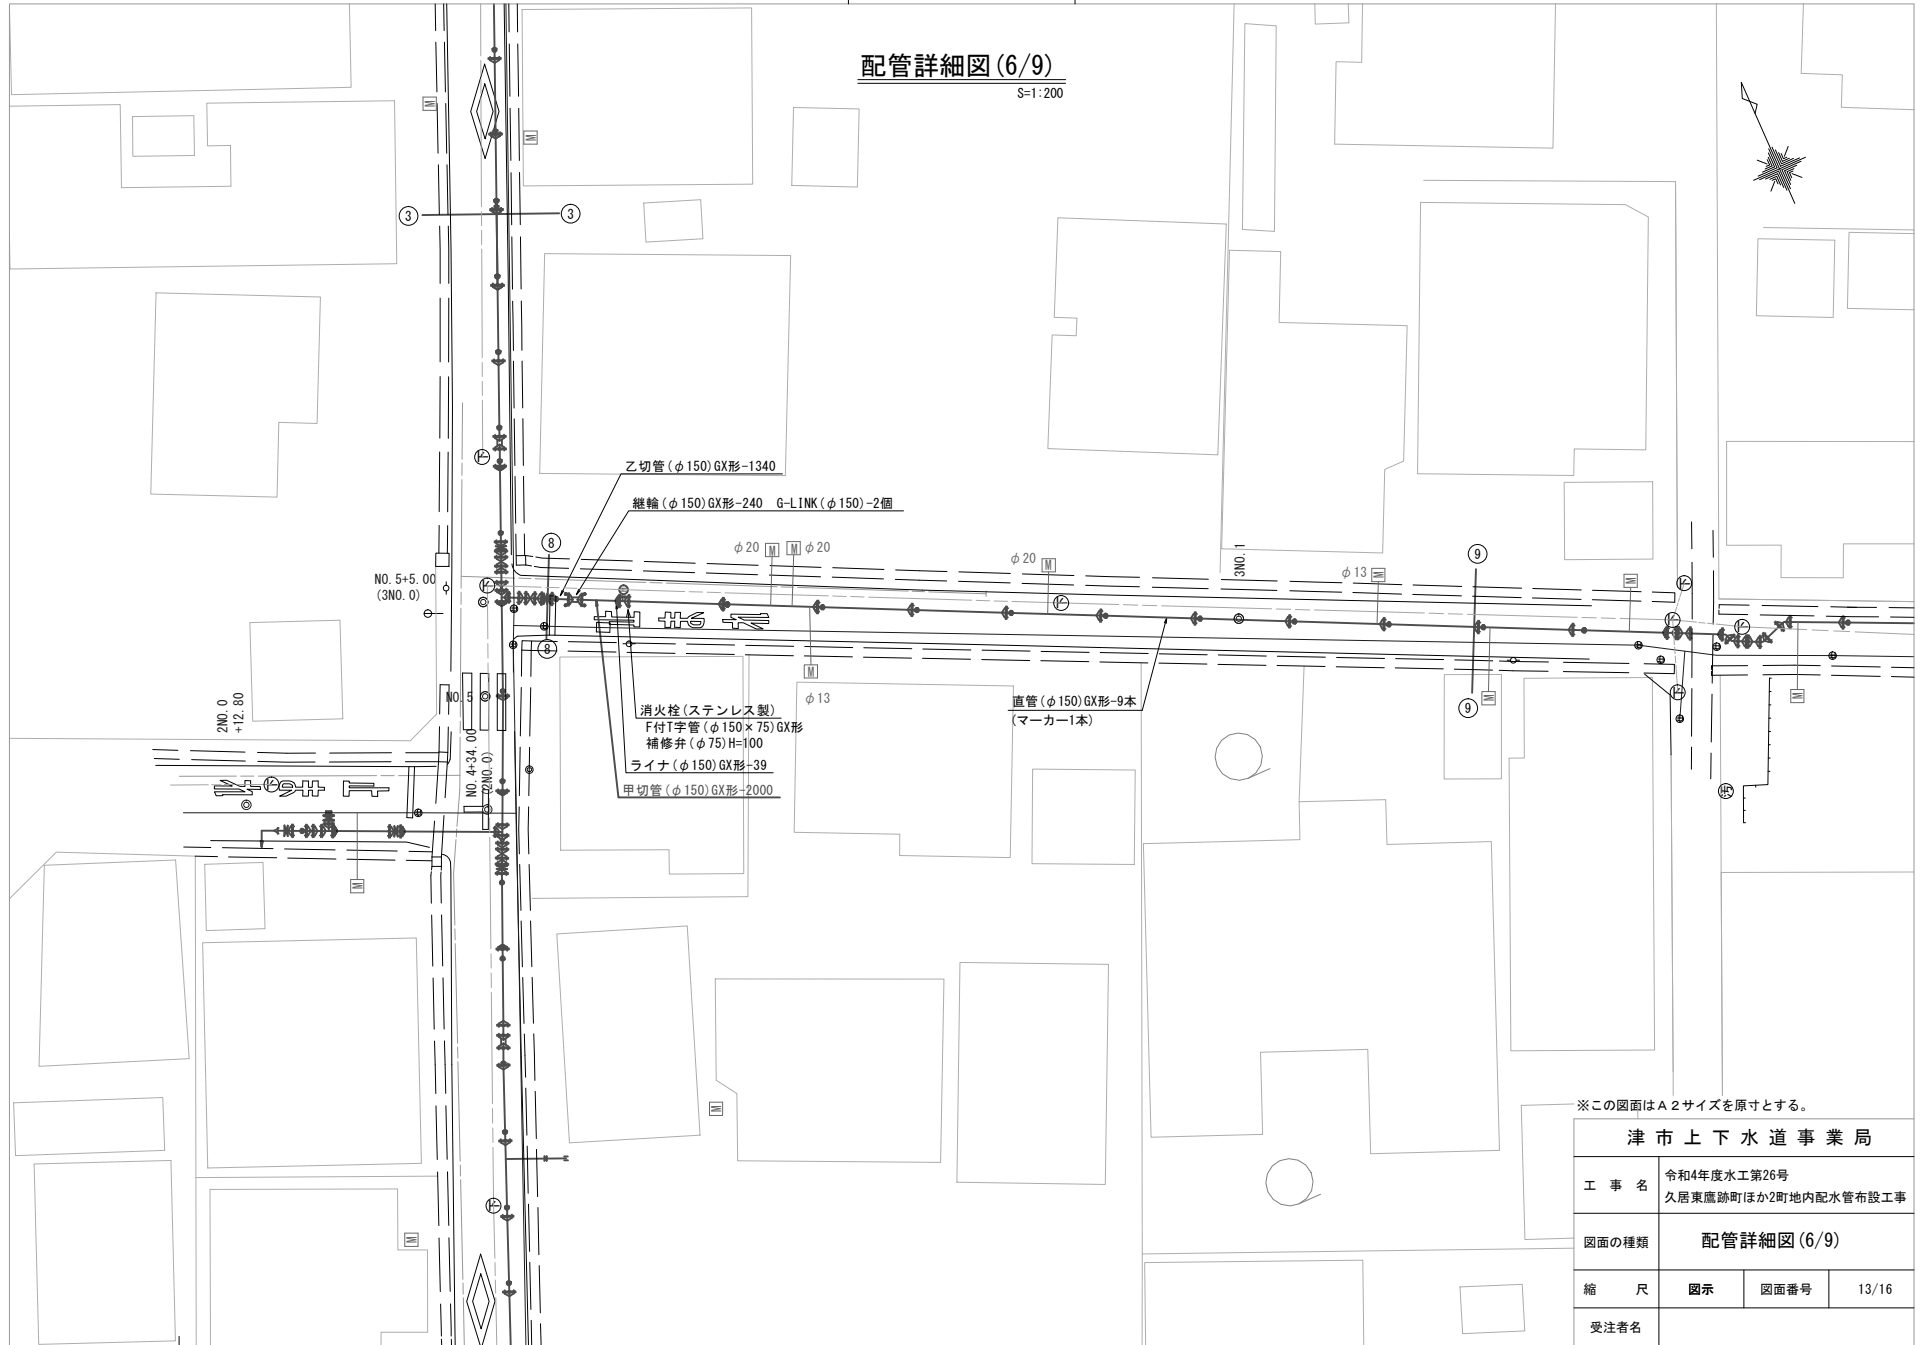 配管詳細図(6/9)
S=1:200
M
M
3
3
乙切管(φ150)GX形-1340
継輪(φ150)GX形-240 G-LINK(φ150)-2個
8
φ20 M M φ20
φ20 M
3NO.1
9
φ13 M
M
NO.5+5.00
(3NO.0)
止まれ
8
M
φ13
NO.5
2NO.0
+12.80
NO.4+34.00
(2NO.0)
消火栓(ステンレス製)
F付T字管(φ150×75)GX形
補修弁(φ75)H=100
ライナ(φ150)GX形-39
甲切管(φ150)GX形-2000
直管(φ150)GX形-9本
(マーカー1本)
9
M
M
止まれ
汚
M
M
M
※この図面はA2サイズを原寸とする。
津市上下水道事業局
工事名 令和4年度水工第26号
久居東鷹跡町ほか2町地内配水管布設工事
図面の種類 配管詳細図(6/9)
縮尺 図示 図面番号 13/16
受注者名